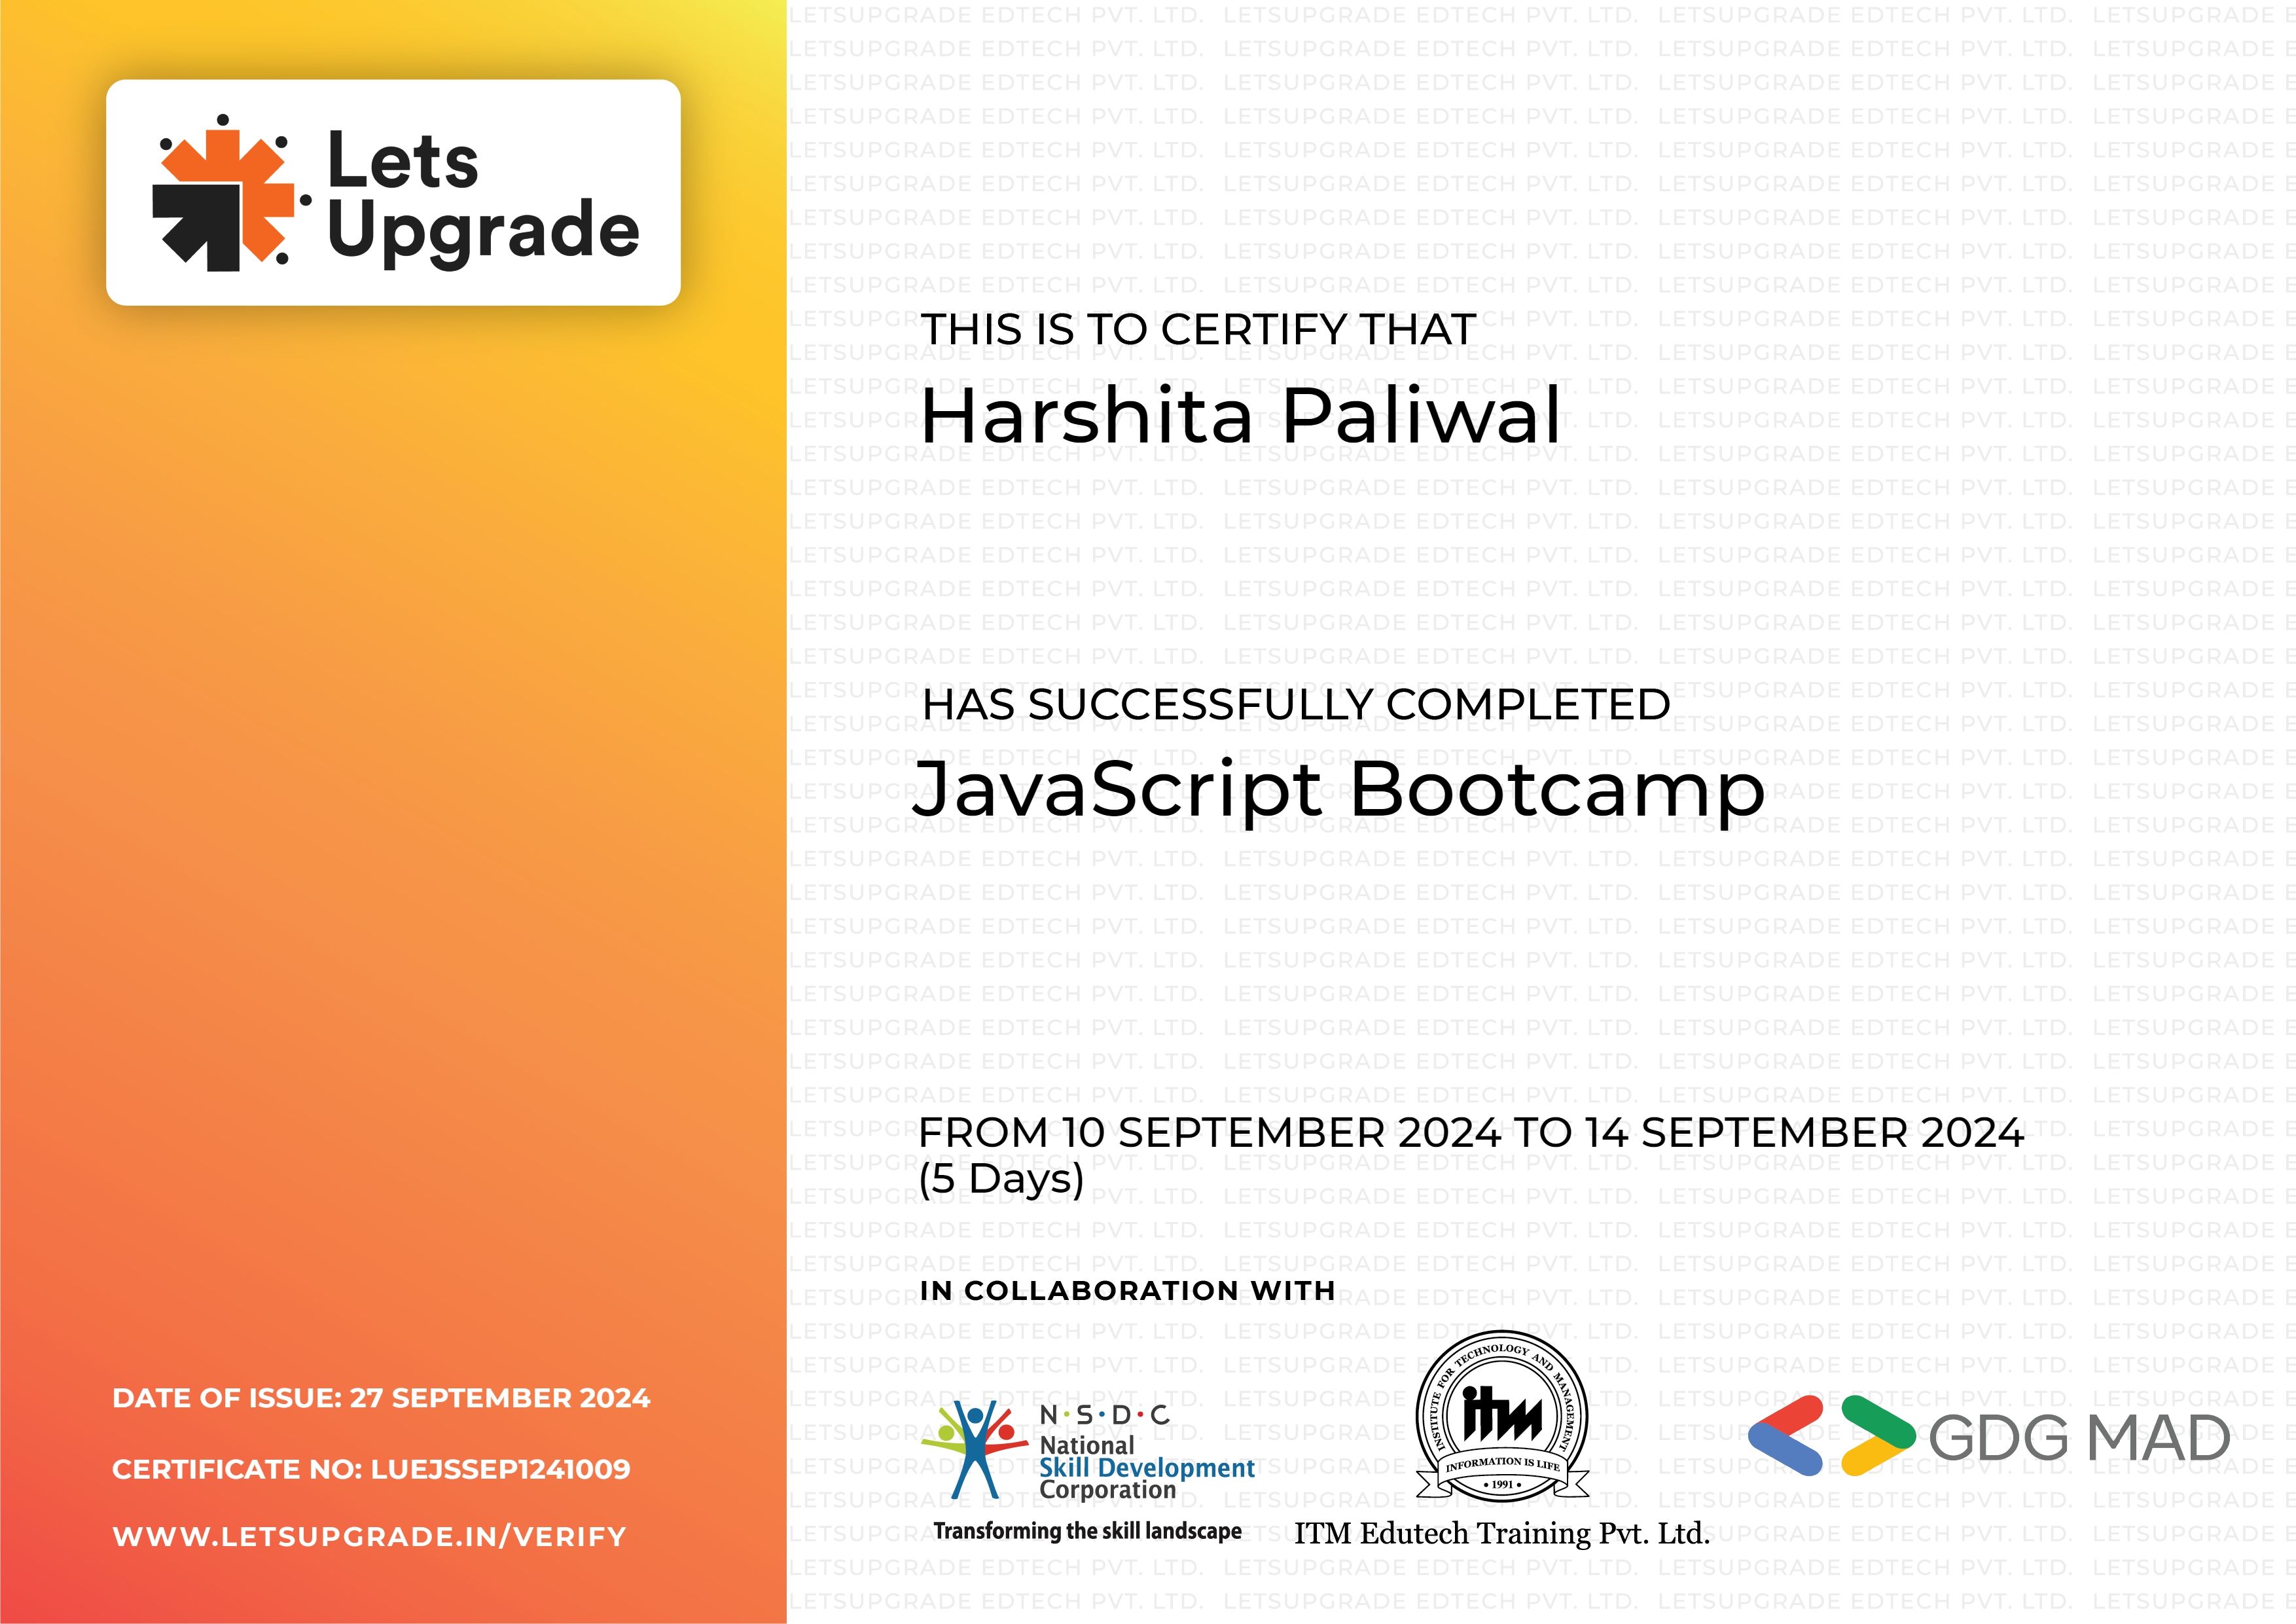 Lets
Upgrade
THIS IS TO CERTIFY THAT
Harshita Paliwal
HAS SUCCESSFULLY COMPLETED
JavaScript Bootcamp
FROM 10 SEPTEMBER 2024 TO 14 SEPTEMBER 2024
(5 Days)
IN COLLABORATION WITH
N·S·D·C
National
Skill Development
Corporation
Transforming the skill landscape
INSTITUTE FOR TECHNOLOGY AND MANAGEMENT
itm
INFORMATION IS LIFE
• 1991 •
ITM Edutech Training Pvt. Ltd.
GDG MAD
DATE OF ISSUE: 27 SEPTEMBER 2024
CERTIFICATE NO: LUEJSSEP1241009
WWW.LETSUPGRADE.IN/VERIFY
LETSUPGRADE EDTECH PVT. LTD.